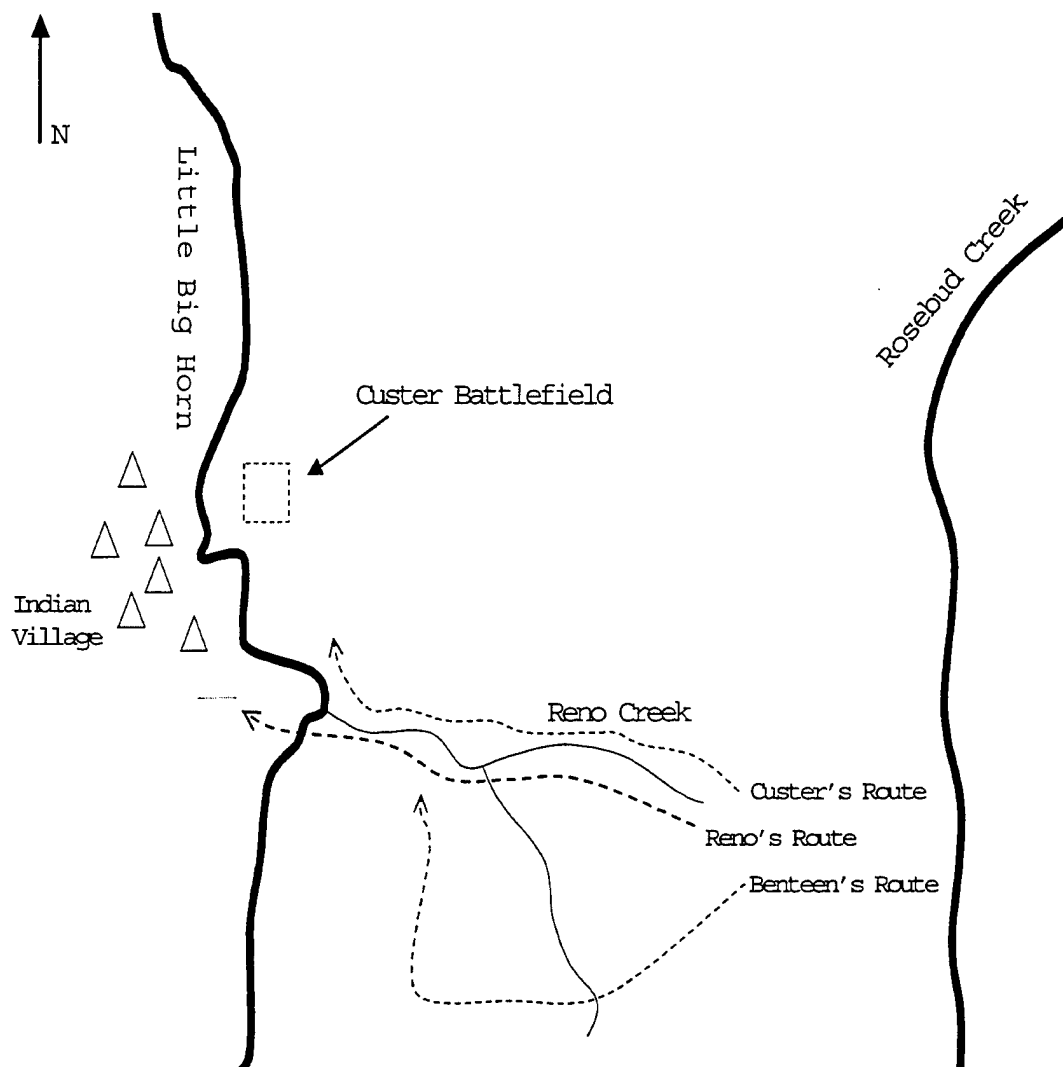 N
Little Big Horn
Rosebud Creek
Custer Battlefield
Indian
Village
Reno Creek
Custer's Route
Reno's Route
Benteen's Route